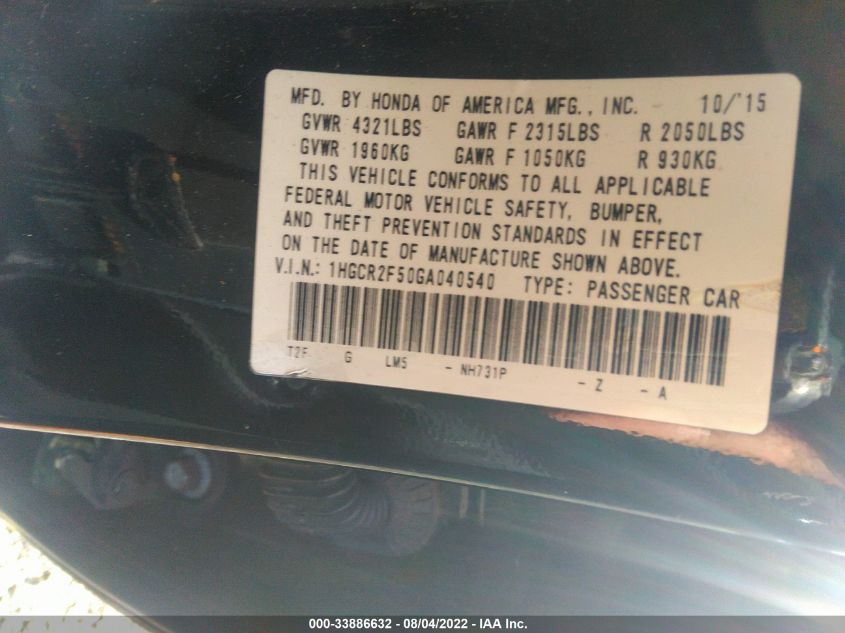 MFD. BY HONDA OF AMERICA MFG., INC. 10/'15
GVWR 4321LBS GAWR F 2315LBS R 2050LBS
GVWR 1960KG GAWR F 1050KG R 930KG
THIS VEHICLE CONFORMS TO ALL APPLICABLE
FEDERAL MOTOR VEHICLE SAFETY, BUMPER,
AND THEFT PREVENTION STANDARDS IN EFFECT
ON THE DATE OF MANUFACTURE SHOWN ABOVE.
V.I.N.: 1HGCR2F50GA040540 TYPE: PASSENGER CAR
T2F G LM5 - NH731P - Z - A
000-33886632 - 08/04/2022 - IAA Inc.